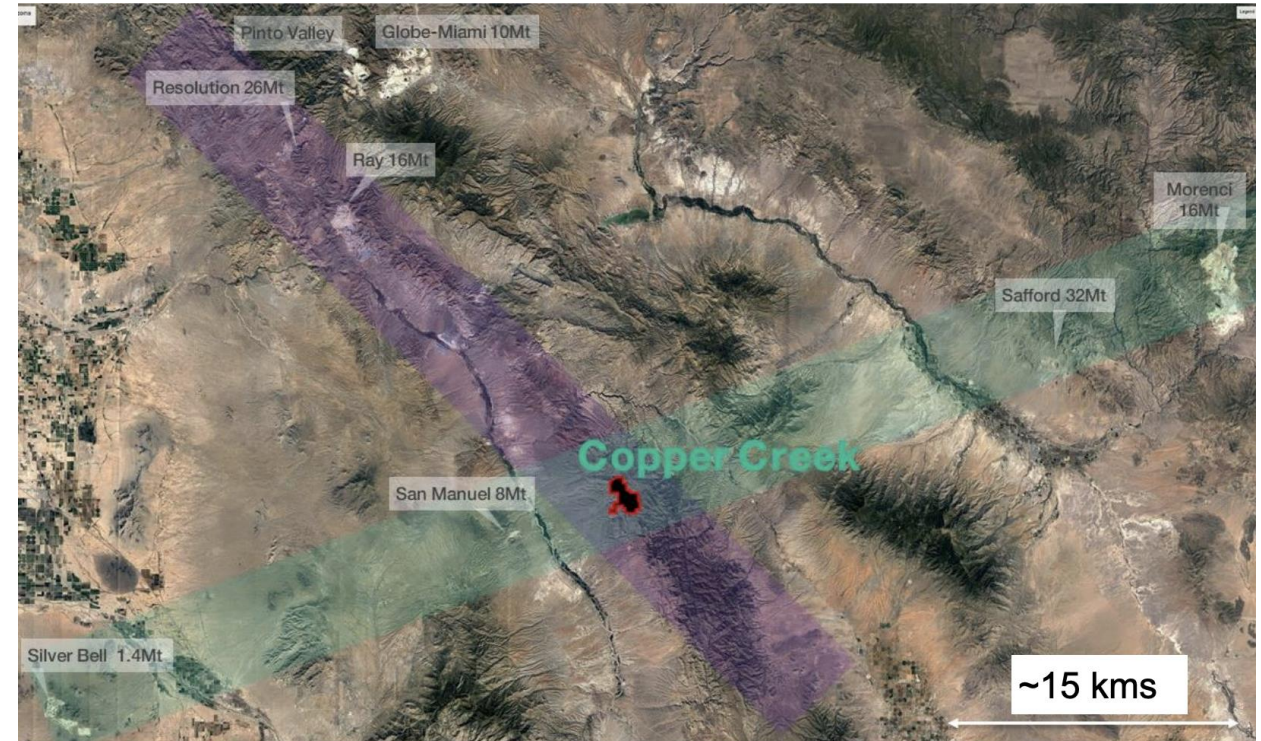 Pinto Valley
Globe-Miami 10Mt
Legend
Resolution 26Mt
Ray 16Mt
Morenci
16Mt
Safford 32Mt
Copper Creek
San Manuel 8Mt
Silver Bell 1.4Mt
~15 kms